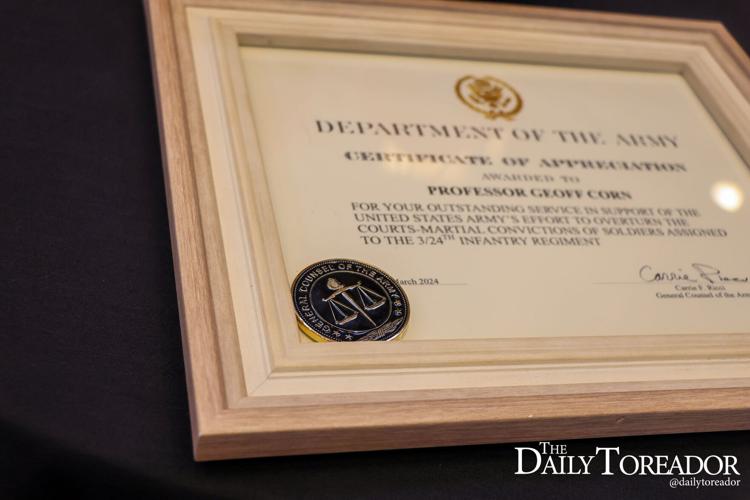 DEPARTMENT OF THE ARMY
CERTIFICATE OF APPRECIATION
AWARDED TO
PROFESSOR GEOFF CORN
FOR YOUR OUTSTANDING SERVICE IN SUPPORT OF THE
UNITED STATES ARMY'S EFFORT TO OVERTURN THE
COURTS-MARTIAL CONVICTIONS OF SOLDIERS ASSIGNED
TO THE 3/24TH INFANTRY REGIMENT
March 2024
Carrie F. Ricci
General Counsel of the Arm
GENERAL COUNSEL OF THE ARMY
THE
DAILY TOREADOR
@dailytoreador